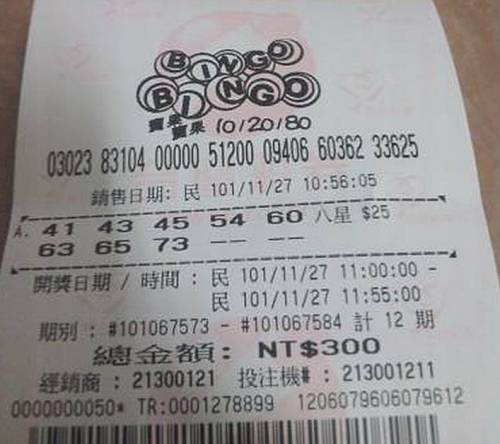 BINGO
BINGO
賓果
賓果 10/20/80
03023 83104 00000 51200 09406 60362 33625
銷售日期: 民 101/11/27 10:56:05
A. 41 43 45 54 60 八星 $25
63 65 73 -- --
開獎日期 / 時間 : 民 101/11/27 11:00:00 -
民 101/11/27 11:55:00
期別 : #101067573 - #101067584 計 12 期
總金額: NT$300
經銷商 : 21300121 投注機# : 213001211
0000000050* TR:0001278899 1206079606079612